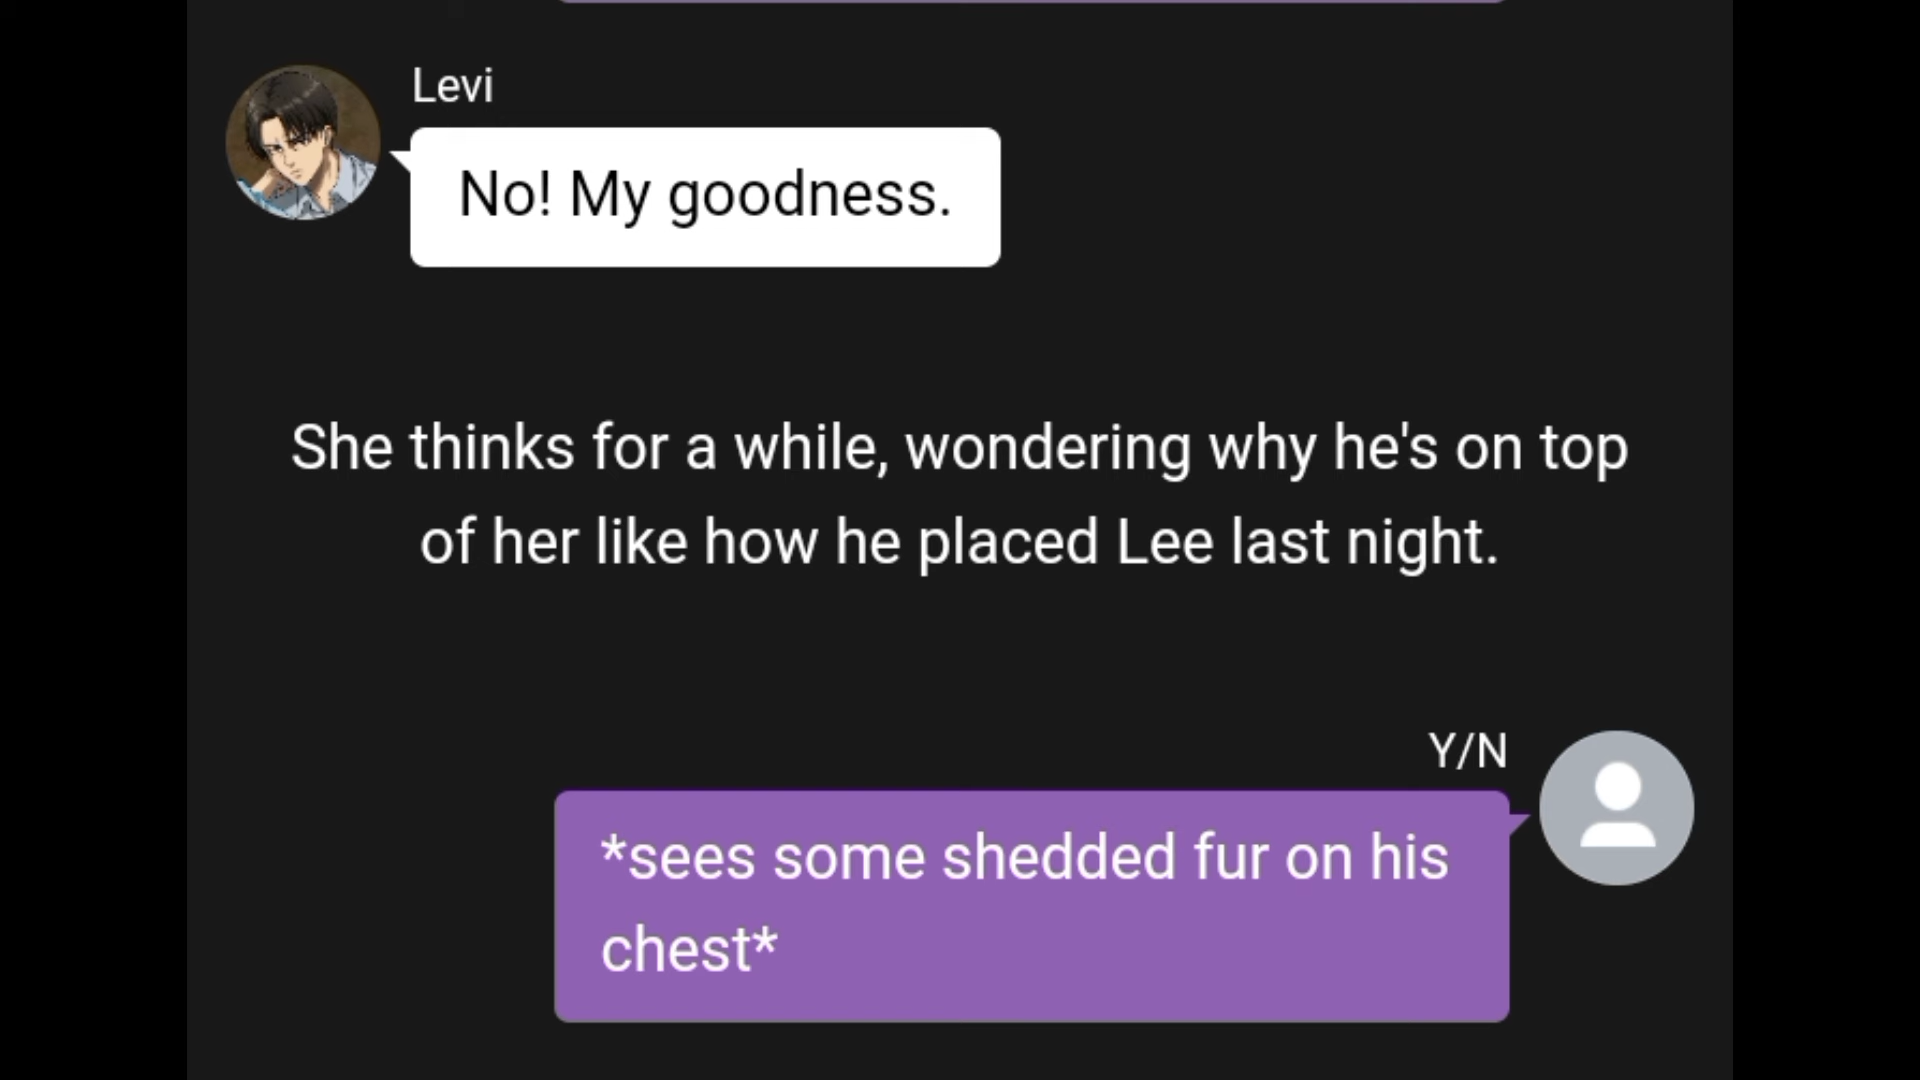 Levi
No! My goodness.
She thinks for a while, wondering why he's on top
of her like how he placed Lee last night.
Y/N
*sees some shedded fur on his
chest*